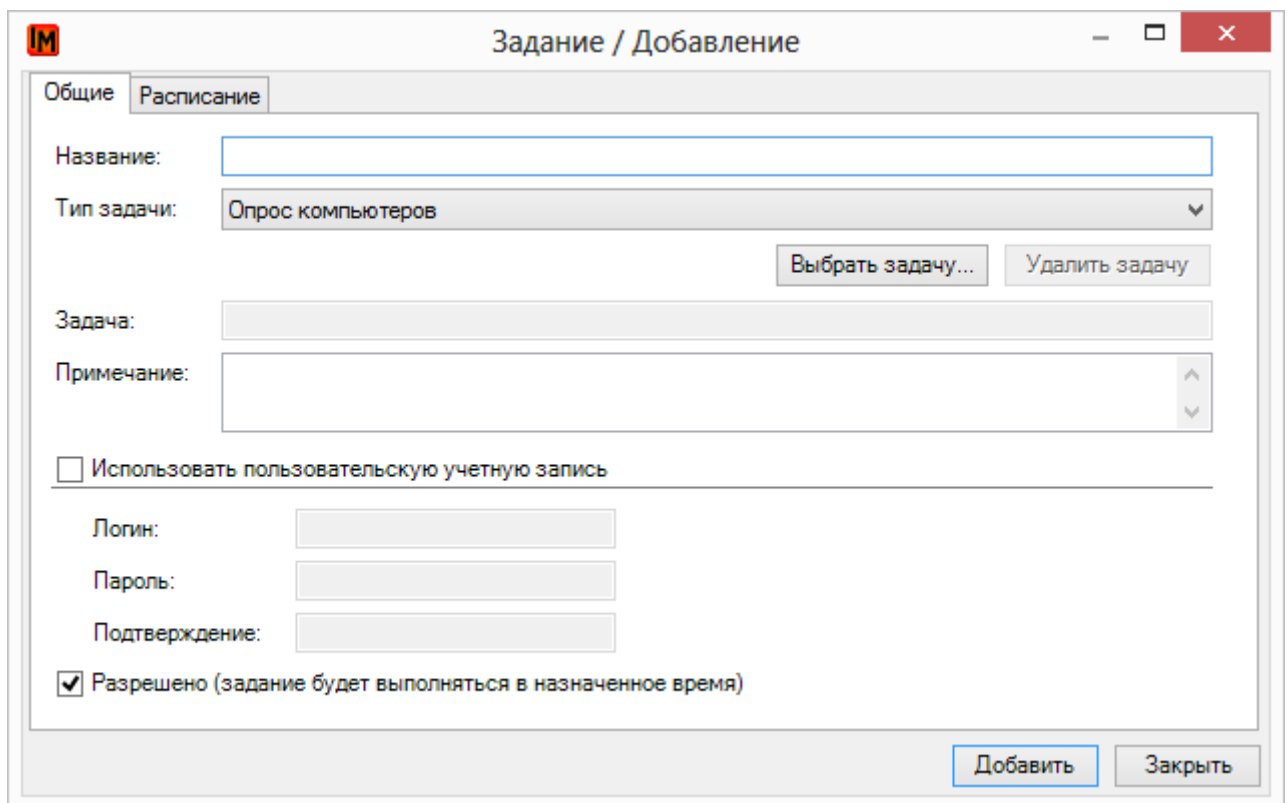 IM
Задание / Добавление
Общие
Расписание
Название:
Тип задачи:
Опрос компьютеров
Выбрать задачу...
Удалить задачу
Задача:
Примечание:
Использовать пользовательскую учетную запись
Логин:
Пароль:
Подтверждение:
Разрешено (задание будет выполняться в назначенное время)
Добавить
Закрыть